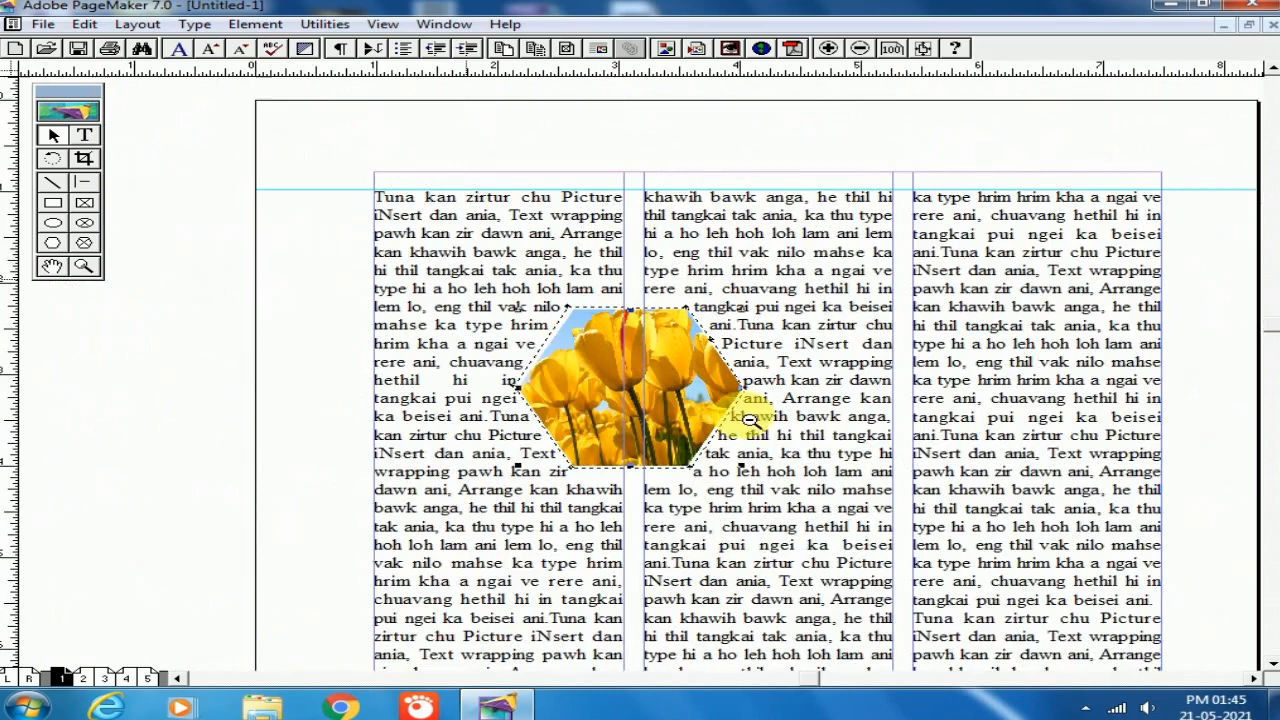 Adobe PageMaker 7.0 - [Untitled-1]
File Edit Layout Type Element Utilities View Window Help
Tuna kan zirtur chu Picture
iNsert dan ania, Text wrapping
pawh kan zir dawn ani, Arrange
kan khawih bawk anga, he thil
hi thil tangkai tak ania, ka thu
type hi a ho leh hoh loh lam ani
lem lo, eng thil vak nilo
mahse ka type hrim
hrim kha a ngai ve
rere ani, chuavang
hethil hi in
tangkai pui ngei
ka beisei ani.Tuna
kan zirtur chu Picture
iNsert dan ania, Text
wrapping pawh kan zir
dawn ani, Arrange kan khawih
bawk anga, he thil hi thil tangkai
tak ania, ka thu type hi a ho leh
hoh loh lam ani lem lo, eng thil
vak nilo mahse ka type hrim
hrim kha a ngai ve rere ani,
chuavang hethil hi in tangkai
pui ngei ka beisei ani.Tuna kan
zirtur chu Picture iNsert dan
ania, Text wrapping pawh kan
khawih bawk anga, he thil hi
thil tangkai tak ania, ka thu type
hi a ho leh hoh loh lam ani lem
lo, eng thil vak nilo mahse ka
type hrim hrim kha a ngai ve
rere ani, chuavang hethil hi in
tangkai pui ngei ka beisei
ani.Tuna kan zirtur chu
Picture iNsert dan
ania, Text wrapping
pawh kan zir dawn
ani, Arrange kan
khawih bawk anga,
he thil hi thil tangkai
tak ania, ka thu type hi
a ho leh hoh loh lam ani
lem lo, eng thil vak nilo mahse
ka type hrim hrim kha a ngai ve
rere ani, chuavang hethil hi in
tangkai pui ngei ka beisei
ani.Tuna kan zirtur chu Picture
iNsert dan ania, Text wrapping
pawh kan zir dawn ani, Arrange
kan khawih bawk anga, he thil
hi thil tangkai tak ania, ka thu
type hi a ho leh hoh loh lam ani
ka type hrim hrim kha a ngai ve
rere ani, chuavang hethil hi in
tangkai pui ngei ka beisei
ani.Tuna kan zirtur chu Picture
iNsert dan ania, Text wrapping
pawh kan zir dawn ani, Arrange
kan khawih bawk anga, he thil
hi thil tangkai tak ania, ka thu
type hi a ho leh hoh loh lam ani
lem lo, eng thil vak nilo mahse
ka type hrim hrim kha a ngai ve
rere ani, chuavang hethil hi in
tangkai pui ngei ka beisei
ani.Tuna kan zirtur chu Picture
iNsert dan ania, Text wrapping
pawh kan zir dawn ani, Arrange
kan khawih bawk anga, he thil
hi thil tangkai tak ania, ka thu
type hi a ho leh hoh loh lam ani
lem lo, eng thil vak nilo mahse
ka type hrim hrim kha a ngai ve
rere ani, chuavang hethil hi in
tangkai pui ngei ka beisei ani.
Tuna kan zirtur chu Picture
iNsert dan ania, Text wrapping
pawh kan zir dawn ani, Arrange
L R 1 2 3 4 5
PM 01:45
21-05-2021